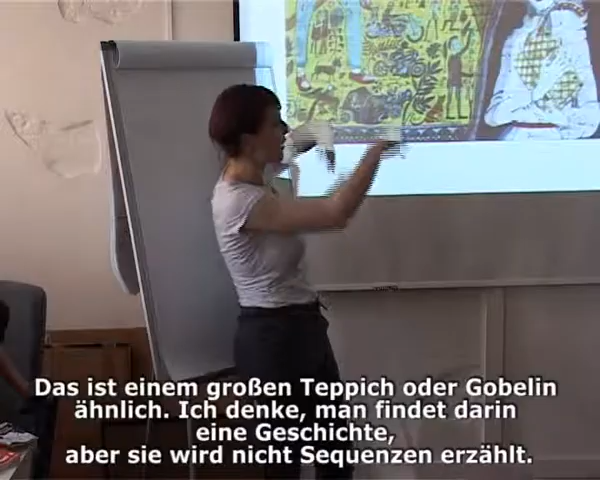 Das ist einem großen Teppich oder Gobelin
ähnlich. Ich denke, man findet darin
eine Geschichte,
aber sie wird nicht Sequenzen erzählt.